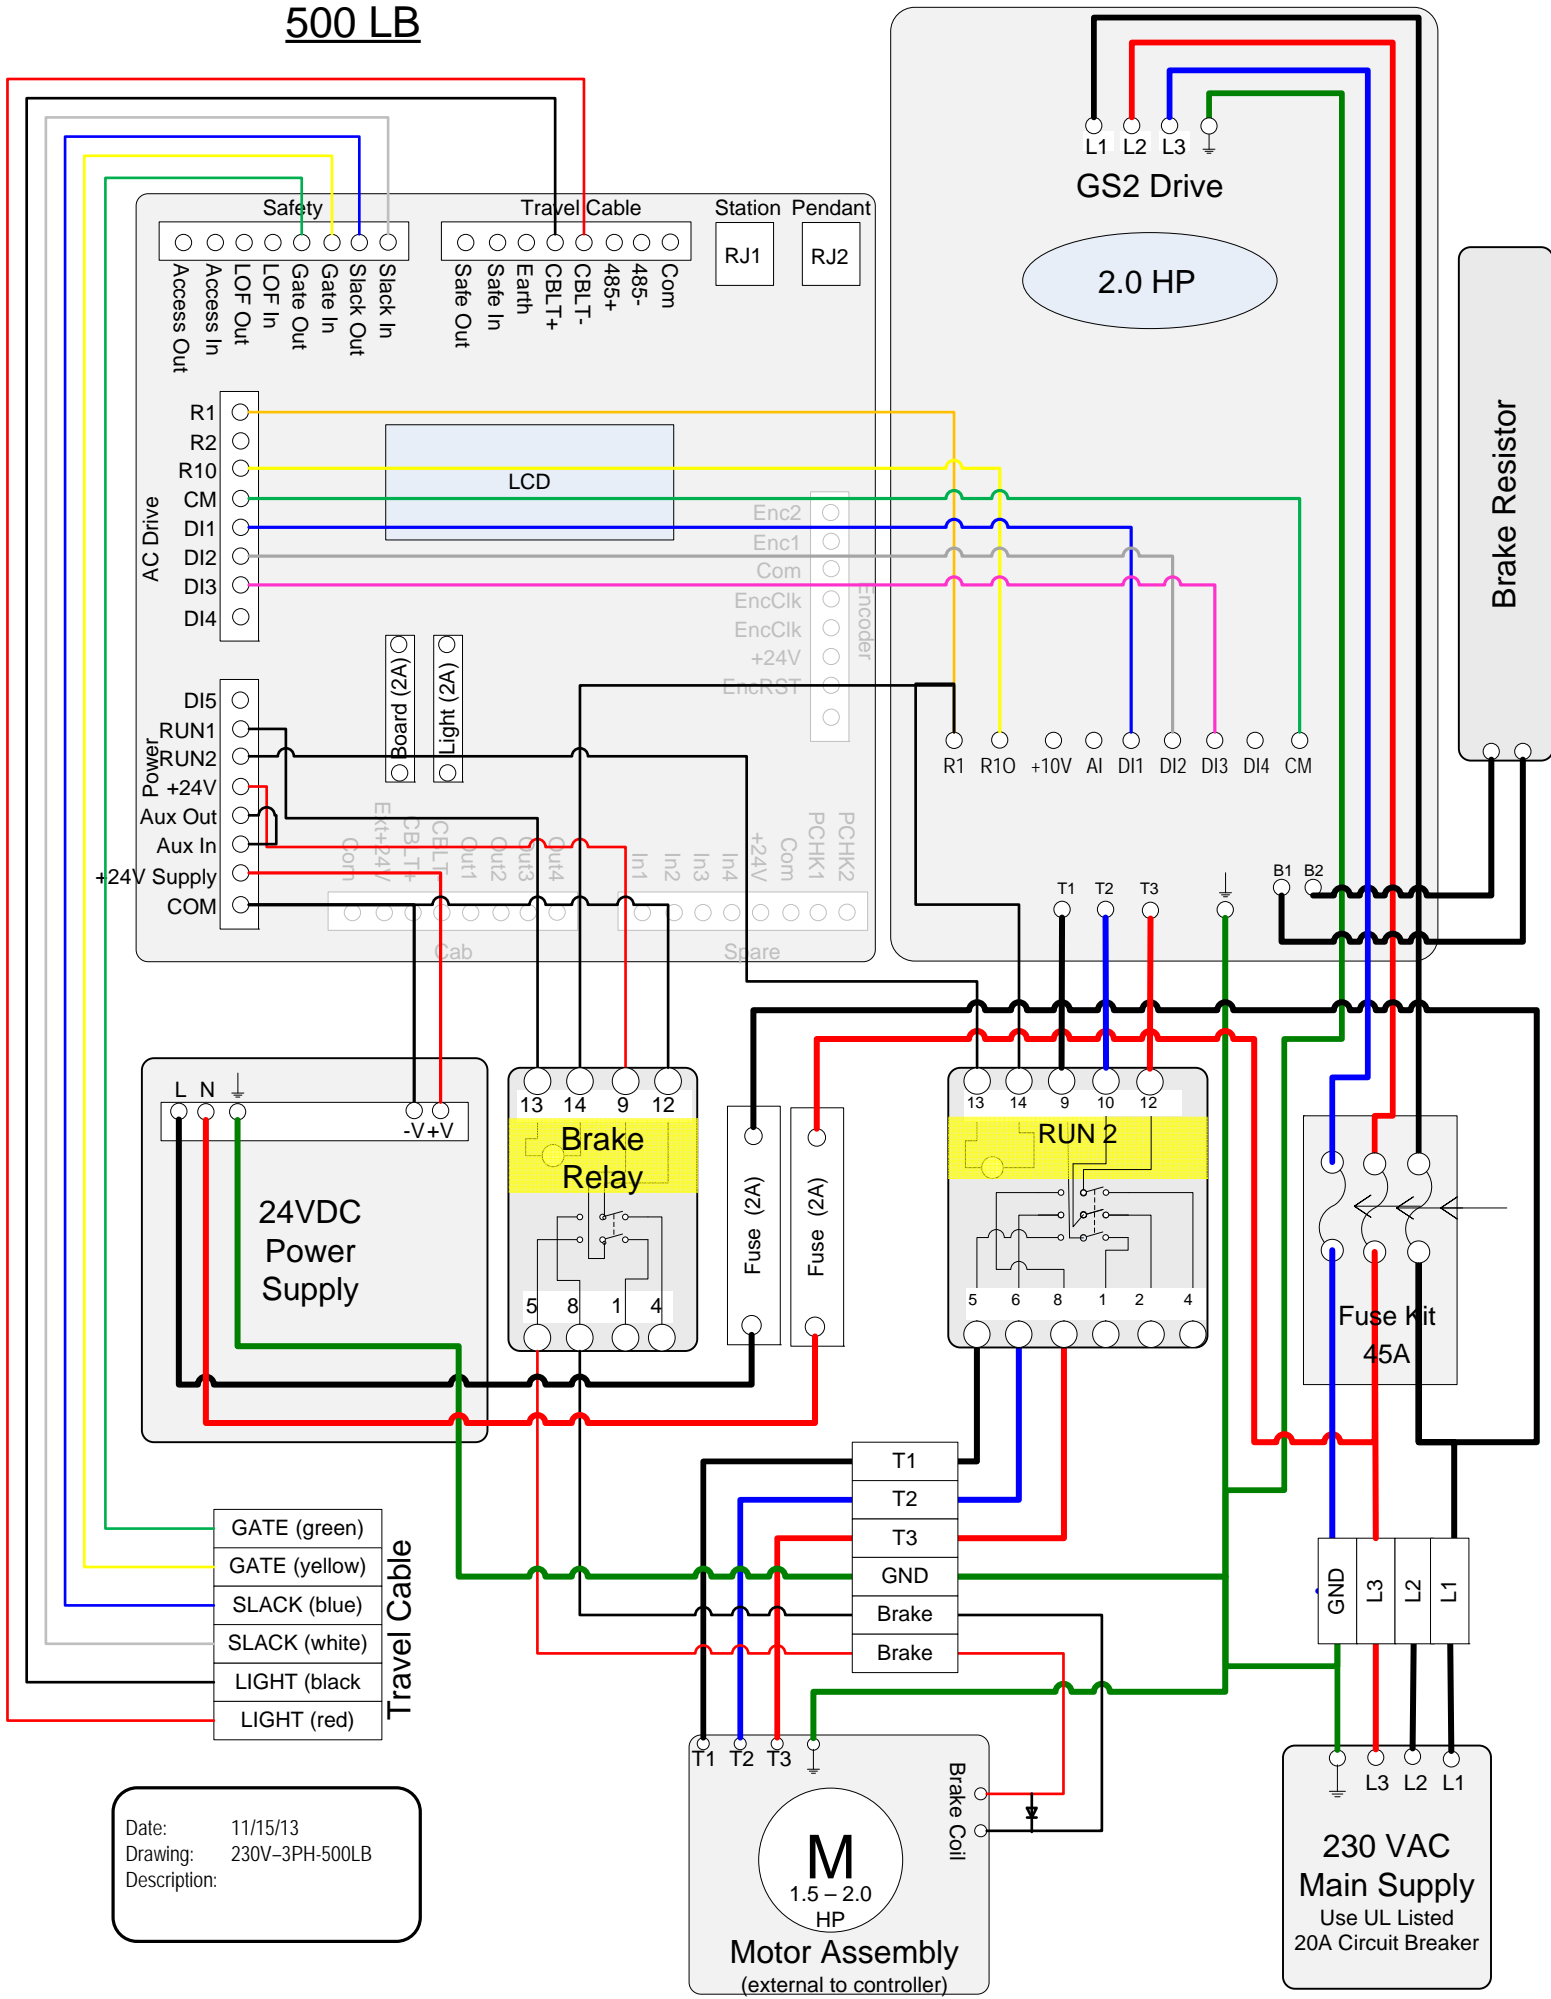 500 LB
L1 L2 L3
GS2 Drive
2.0 HP
Safety
Travel Cable
Station Pendant
RJ1
RJ2
Access Out
Access In
LOF Out
LOF In
Gate Out
Gate In
Slack Out
Slack In
Safe Out
Safe In
Earth
CBLT+
CBLT-
485+
485-
Com
Brake Resistor
AC Drive
R1
R2
R10
CM
DI1
DI2
DI3
DI4
LCD
Enc2
Enc1
Com
EncClk
EncClk
+24V
EncRST
Encoder
Board (2A)
Light (2A)
Power
DI5
RUN1
RUN2
+24V
Aux Out
Aux In
+24V Supply
COM
R1 R1O +10V AI DI1 DI2 DI3 DI4 CM
Com
Ext+24V
CBLT+
CBLT-
Out1
Out2
Out3
Out4
Cab
In1
In2
In3
In4
+24V
Com
PCHK1
PCHK2
Spare
T1 T2 T3
B1 B2
L N
-V +V
24VDC
Power
Supply
13 14 9 12
Brake
Relay
5 8 1 4
Fuse (2A)
Fuse (2A)
13 14 9 10 12
RUN 2
5 6 8 1 2 4
Fuse Kit
45A
T1
T2
T3
GND
Brake
Brake
GND
L3
L2
L1
GATE (green)
GATE (yellow)
SLACK (blue)
SLACK (white)
LIGHT (black
LIGHT (red)
Travel Cable
T1 T2 T3
Brake Coil
M
1.5 – 2.0
HP
Motor Assembly
(external to controller)
L3 L2 L1
230 VAC
Main Supply
Use UL Listed
20A Circuit Breaker
Date: 11/15/13
Drawing: 230V–3PH-500LB
Description: